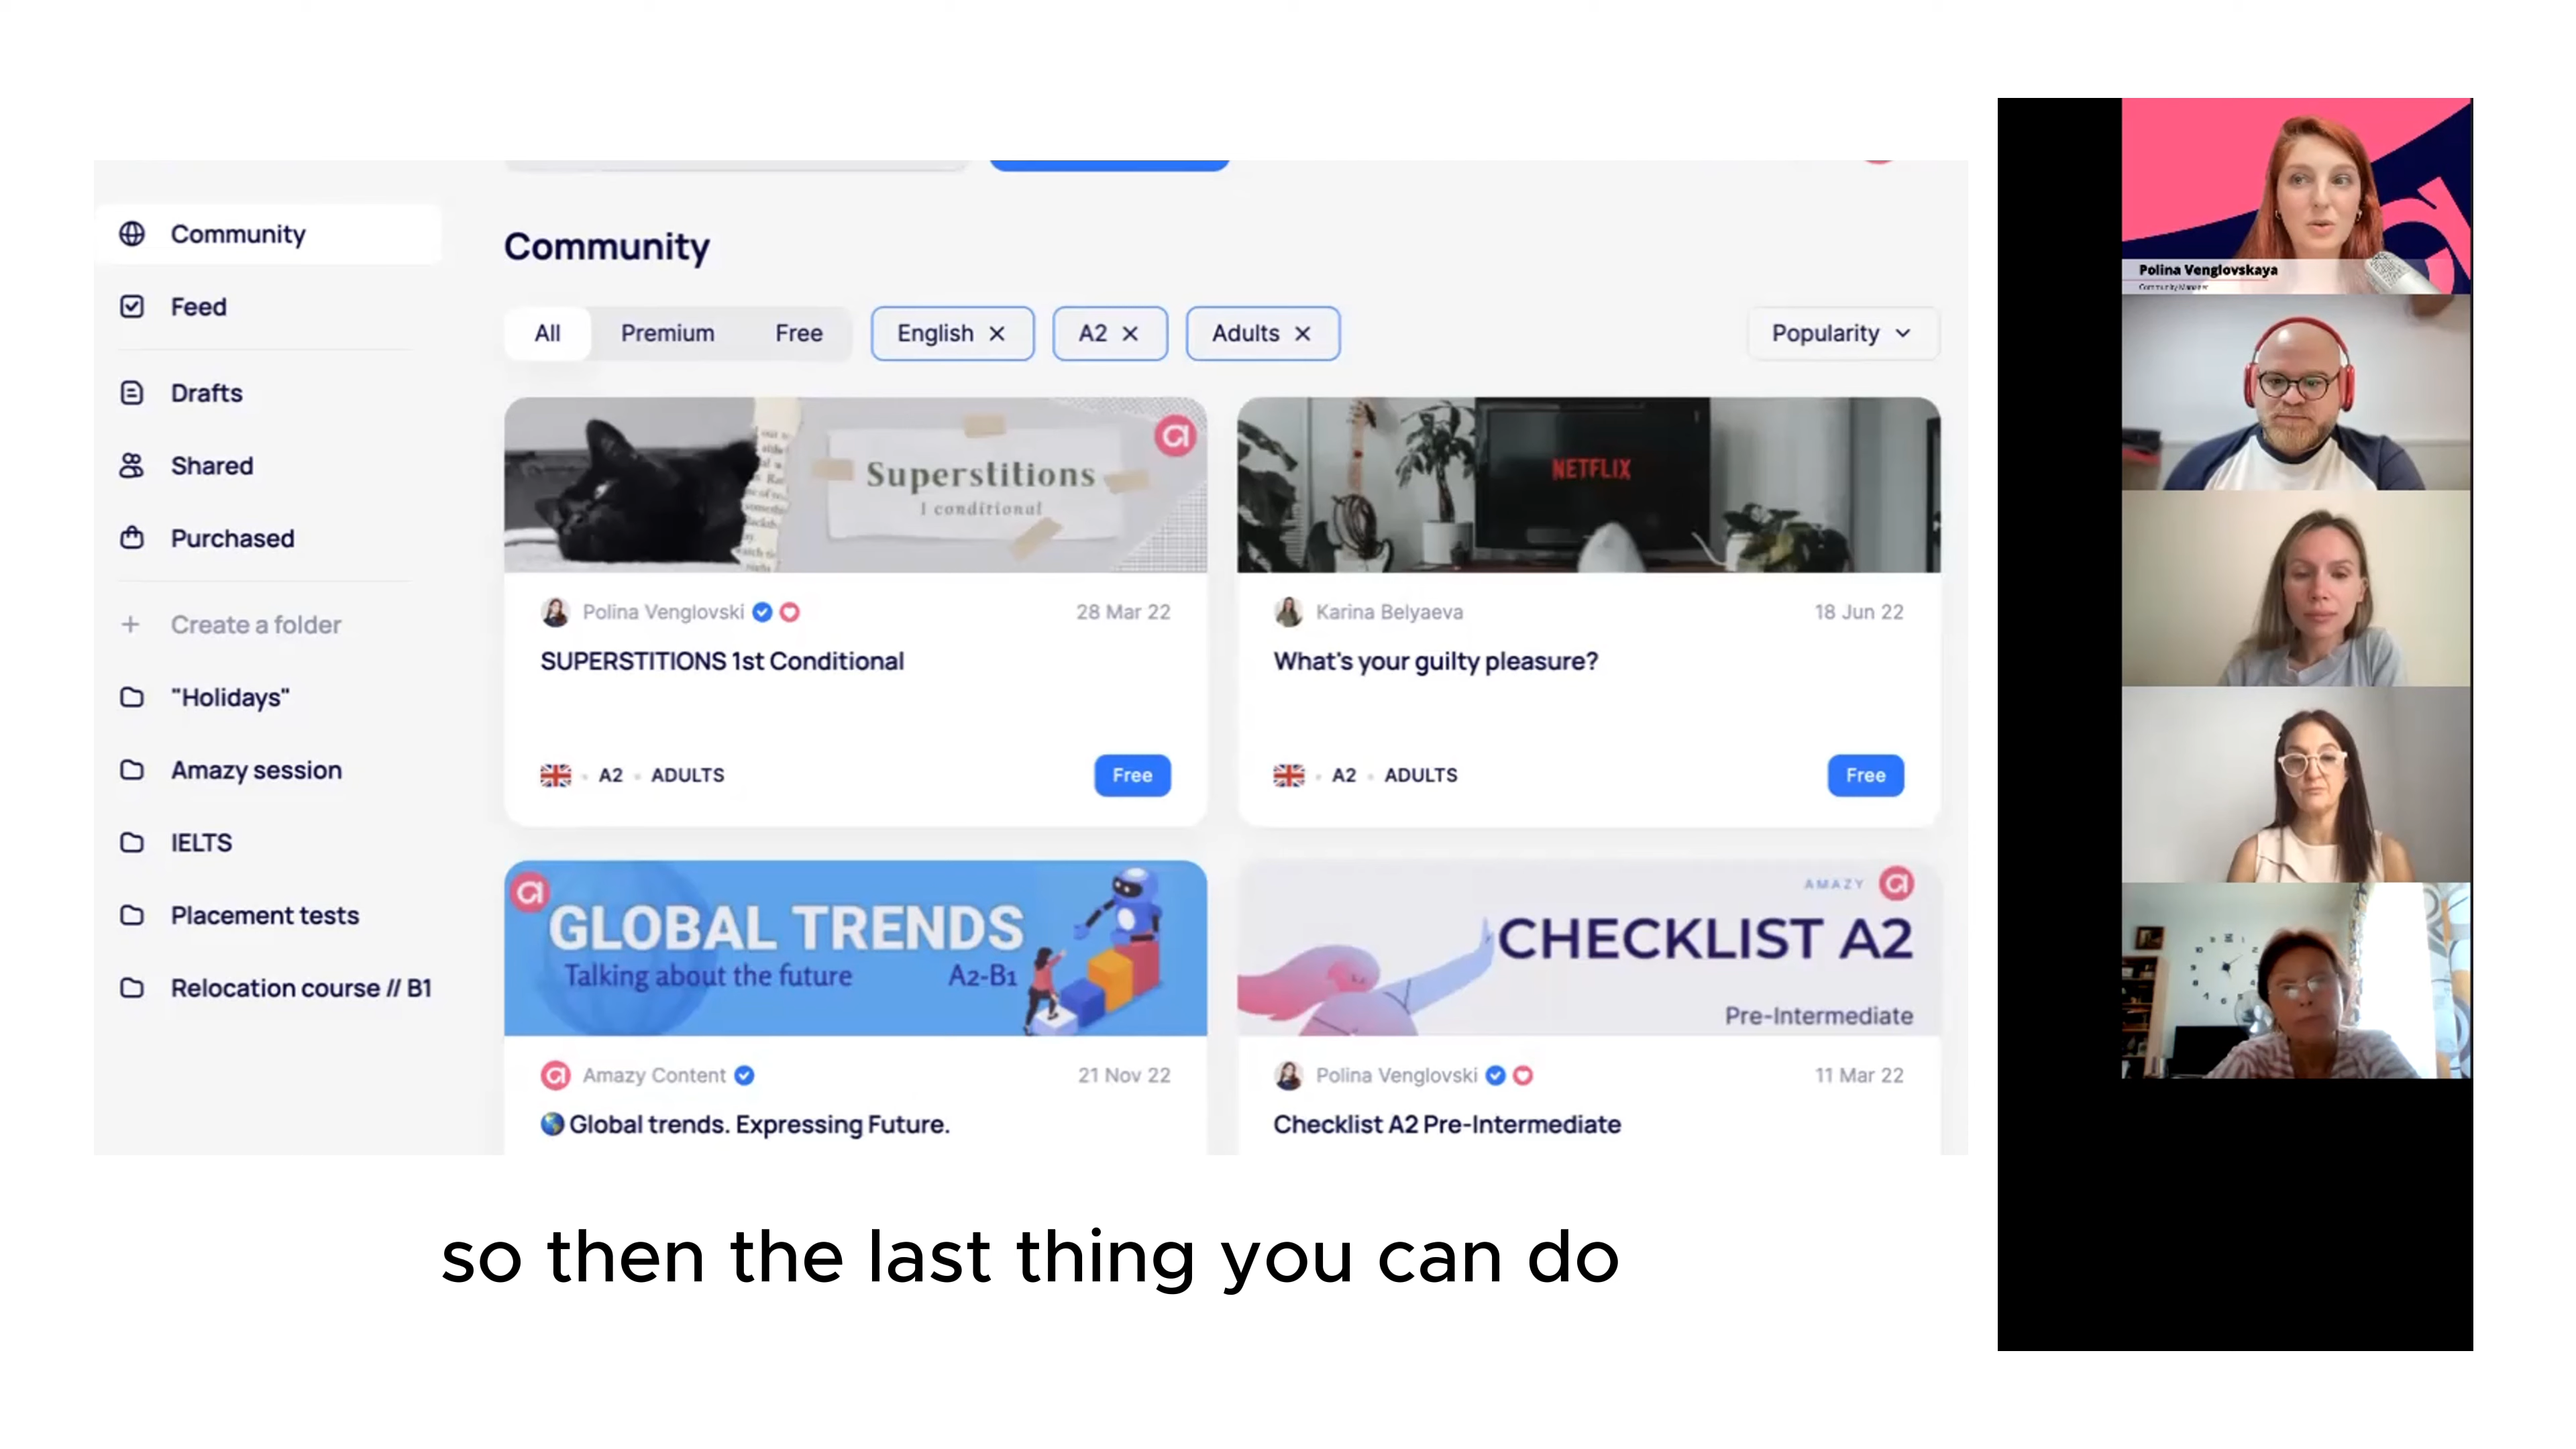 Community
Feed
Drafts
Shared
Purchased
Create a folder
"Holidays"
Amazy session
IELTS
Placement tests
Relocation course // B1
Community
All
Premium
Free
English
A2
Adults
Popularity
Superstitions
1 conditional
NETFLIX
Polina Venglovski
28 Mar 22
SUPERSTITIONS 1st Conditional
A2 • ADULTS
Free
Karina Belyaeva
18 Jun 22
What's your guilty pleasure?
A2 • ADULTS
Free
GLOBAL TRENDS
Talking about the future A2-B1
Amazy Content
21 Nov 22
Global trends. Expressing Future.
AMAZY
CHECKLIST A2
Pre-Intermediate
Polina Venglovski
11 Mar 22
Checklist A2 Pre-Intermediate
Polina Venglovskaya
Community Manager
so then the last thing you can do